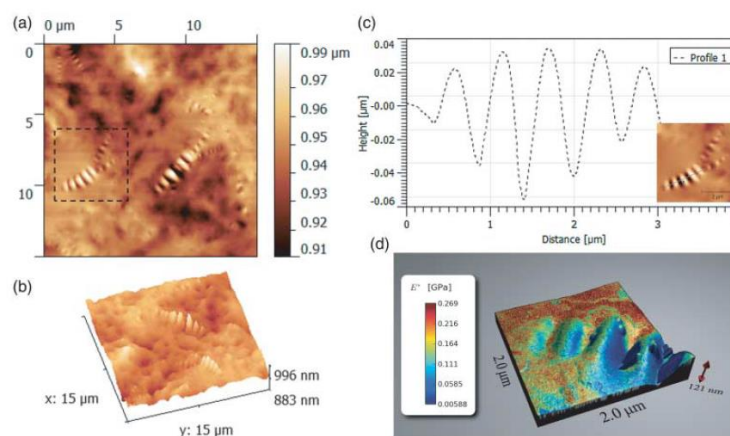 (a)
0 µm
5
10
0
5
10
0.99 µm
0.97
0.96
0.95
0.94
0.93
0.92
0.91
(b)
x: 15 µm
y: 15 µm
996 nm
883 nm
(c)
0.04
0.02
-0.00
-0.02
-0.04
-0.06
Height [µm]
0
1
2
3
Distance [µm]
Profile 1
(d)
E* [GPa]
0.269
0.216
0.164
0.111
0.0585
0.00588
2.0 µm
2.0 µm
121 nm